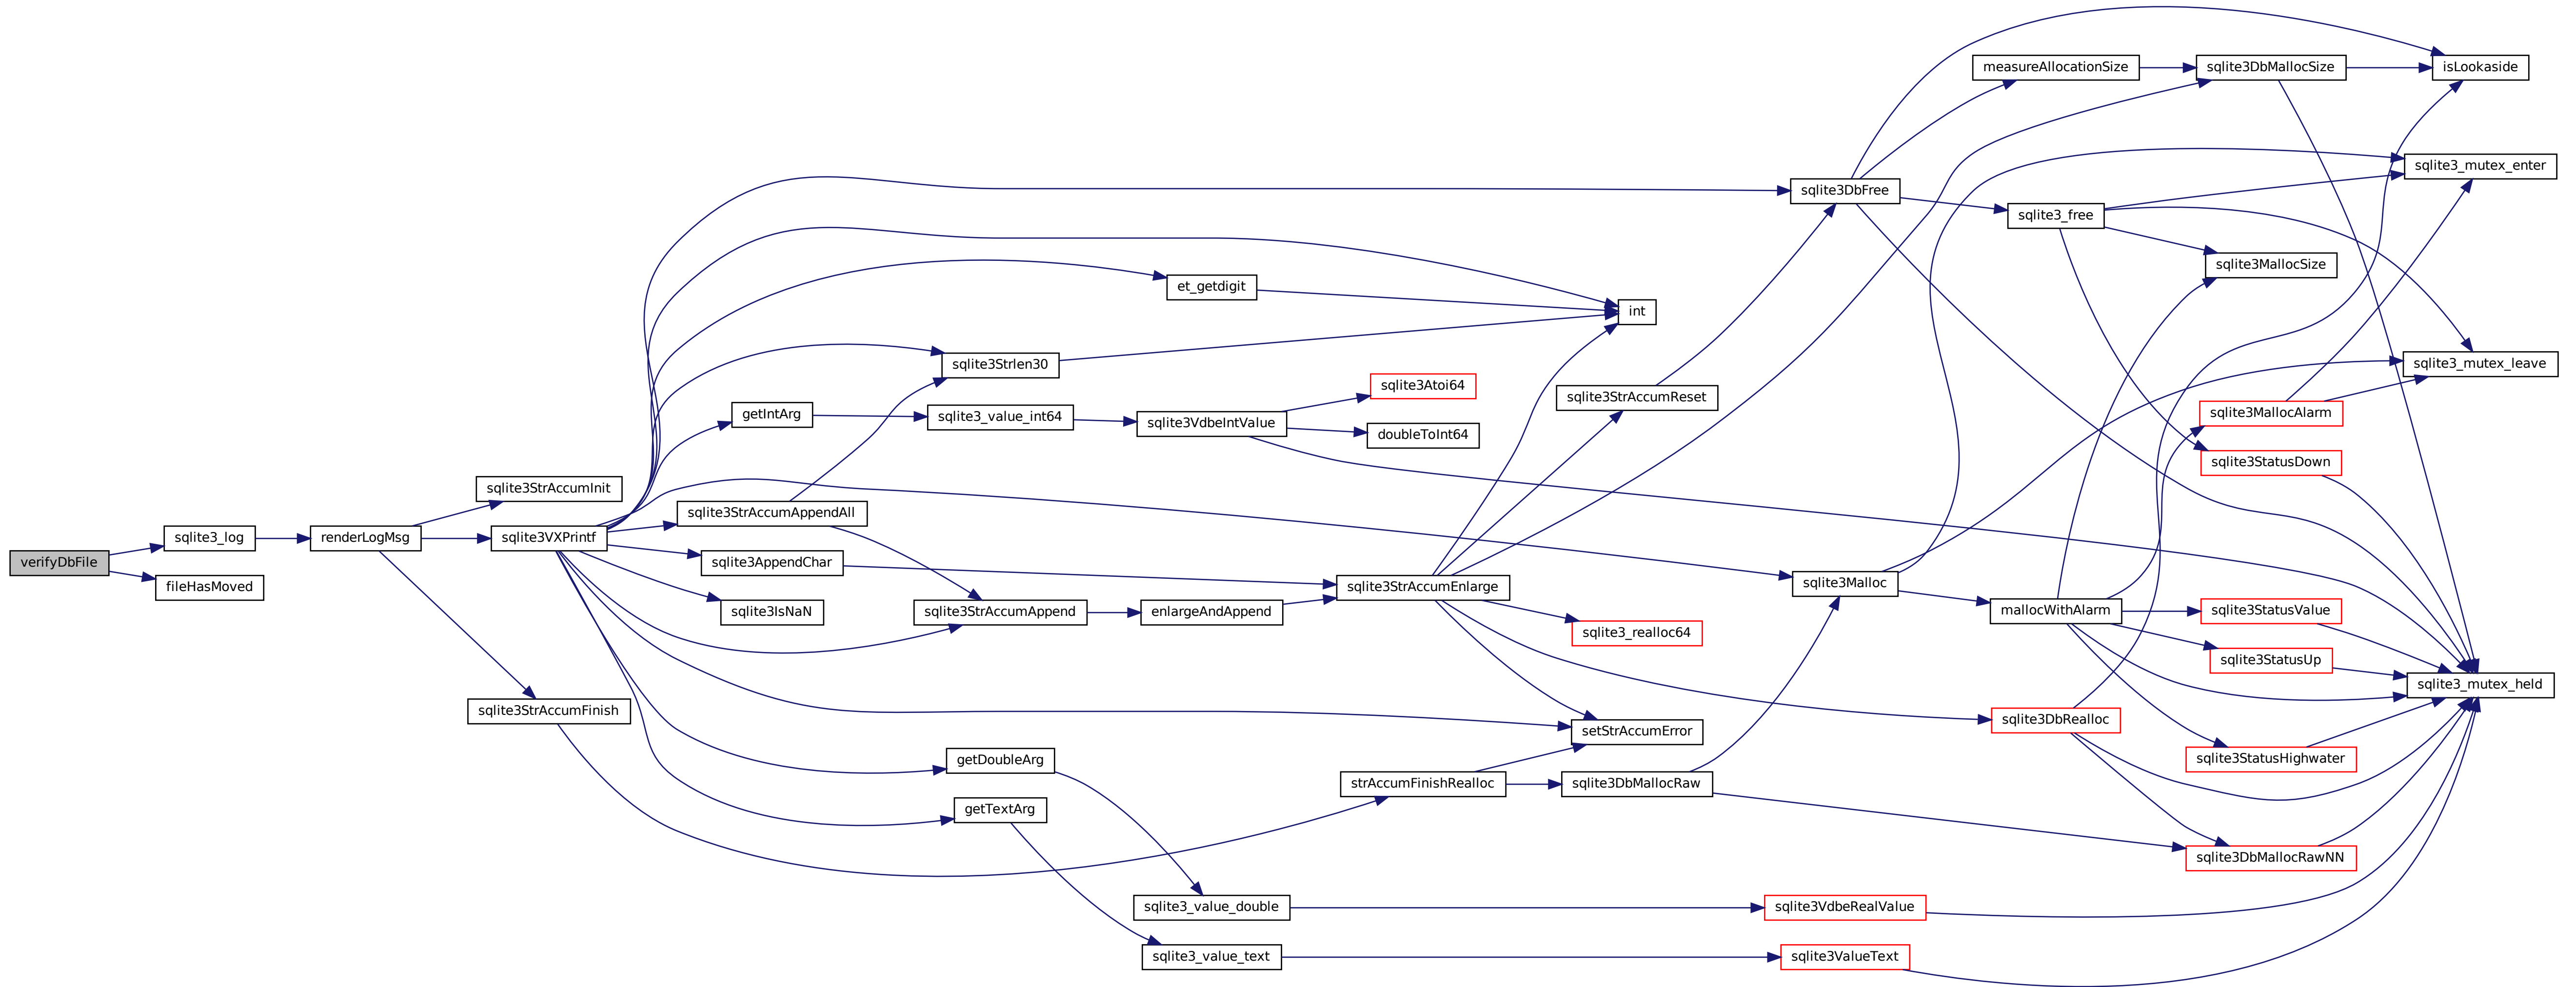 verifyDbFile
sqlite3_log
fileHasMoved
renderLogMsg
sqlite3StrAccumInit
sqlite3VXPrintf
sqlite3StrAccumFinish
getIntArg
sqlite3StrAccumAppendAll
sqlite3AppendChar
sqlite3IsNaN
sqlite3Strlen30
sqlite3_value_int64
sqlite3StrAccumAppend
getDoubleArg
getTextArg
et_getdigit
sqlite3VdbeIntValue
enlargeAndAppend
sqlite3_value_double
sqlite3_value_text
sqlite3Atoi64
doubleToInt64
sqlite3StrAccumEnlarge
strAccumFinishRealloc
int
sqlite3StrAccumReset
sqlite3_realloc64
setStrAccumError
sqlite3DbMallocRaw
sqlite3DbFree
sqlite3Malloc
sqlite3VdbeRealValue
sqlite3ValueText
measureAllocationSize
sqlite3_free
mallocWithAlarm
sqlite3DbRealloc
sqlite3DbMallocSize
sqlite3MallocSize
sqlite3MallocAlarm
sqlite3StatusDown
sqlite3StatusValue
sqlite3StatusUp
sqlite3StatusHighwater
sqlite3DbMallocRawNN
isLookaside
sqlite3_mutex_enter
sqlite3_mutex_leave
sqlite3_mutex_held